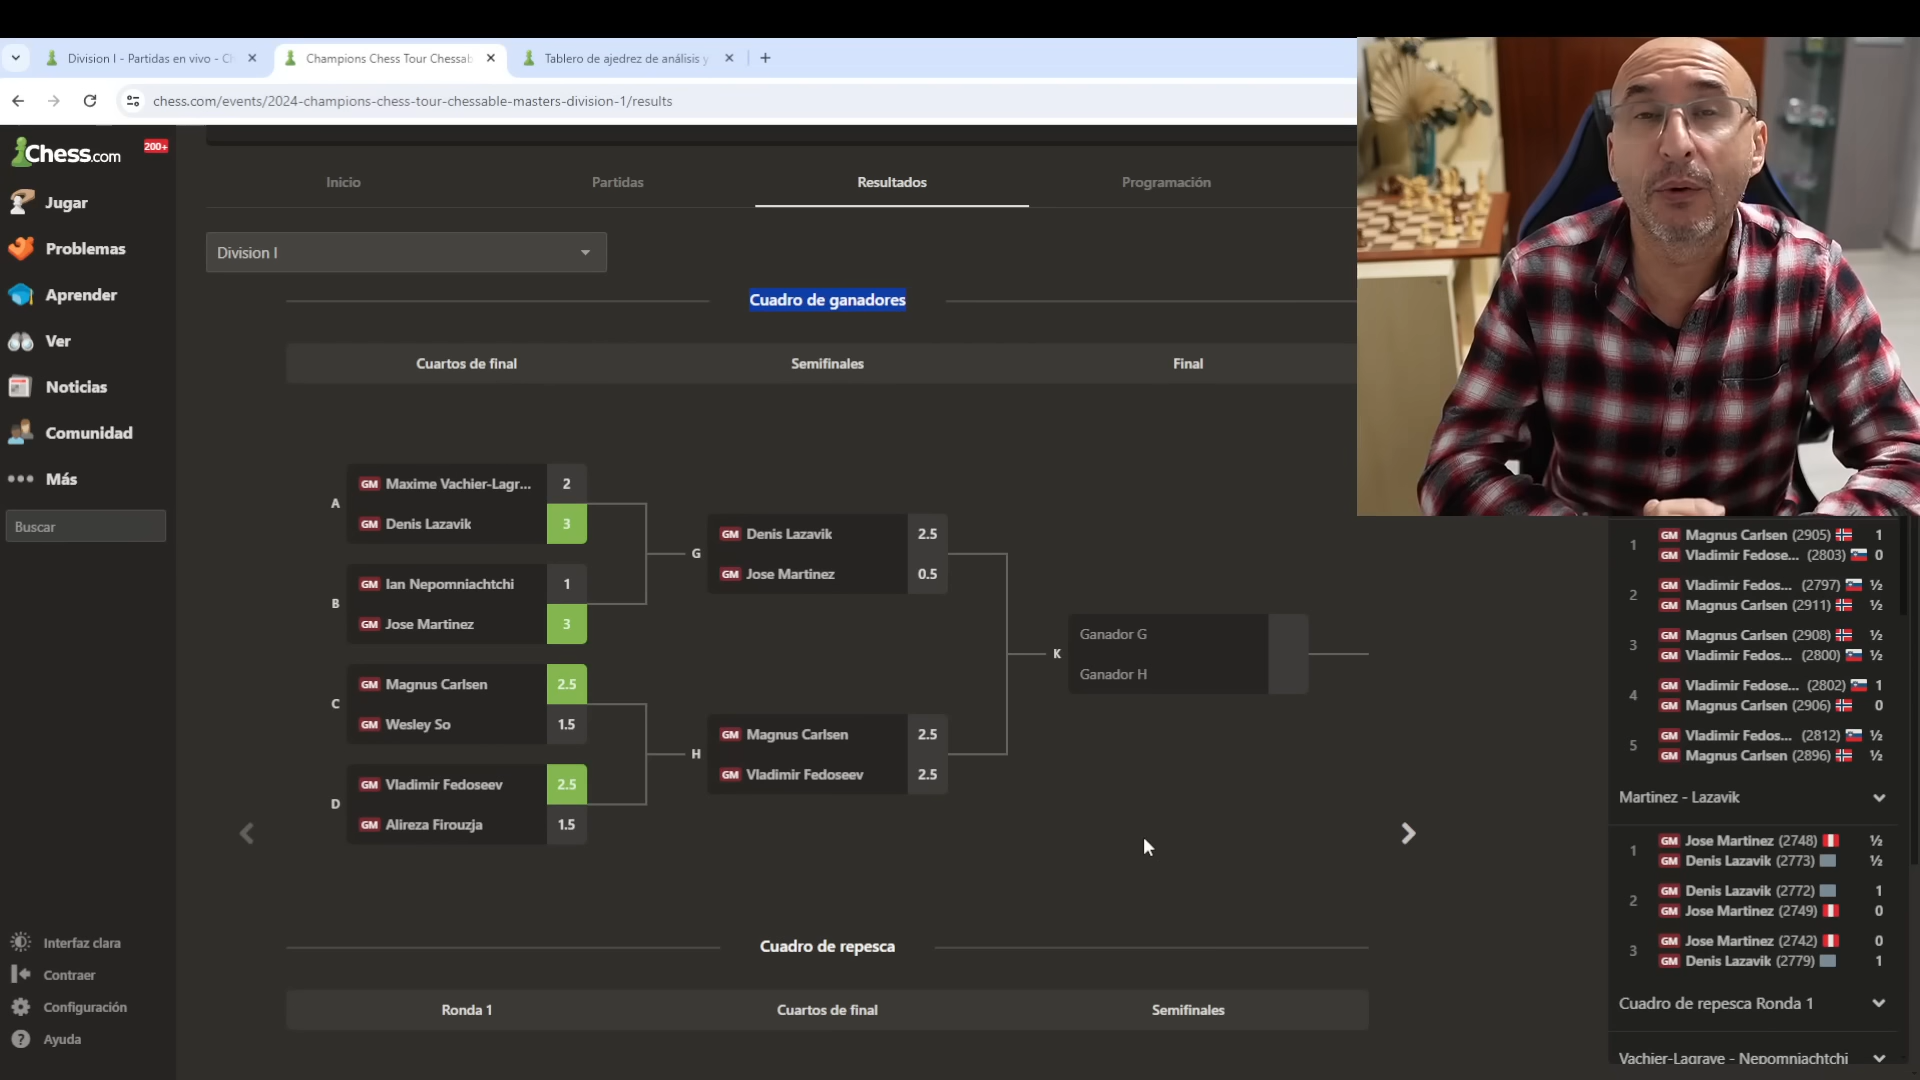 Division I - Partidas en vivo - C
Champions Chess Tour Chessab
Tablero de ajedrez de análisis y
chess.com/events/2024-champions-chess-tour-chessable-masters-division-1/results
Chess.com
200+
Jugar
Problemas
Aprender
Ver
Noticias
Comunidad
Más
Buscar
Interfaz clara
Contraer
Configuración
Ayuda
Inicio
Partidas
Resultados
Programación
Division I
Cuadro de ganadores
Cuartos de final
Semifinales
Final
A
GM Maxime Vachier-Lagr... 2
GM Denis Lazavik 3
B
GM Ian Nepomniachtchi 1
GM Jose Martinez 3
C
GM Magnus Carlsen 2.5
GM Wesley So 1.5
D
GM Vladimir Fedoseev 2.5
GM Alireza Firouzja 1.5
G
GM Denis Lazavik 2.5
GM Jose Martinez 0.5
H
GM Magnus Carlsen 2.5
GM Vladimir Fedoseev 2.5
K
Ganador G
Ganador H
Cuadro de repesca
Ronda 1
Cuartos de final
Semifinales
1
GM Magnus Carlsen (2905) 1
GM Vladimir Fedose... (2803) 0
2
GM Vladimir Fedos... (2797) ½
GM Magnus Carlsen (2911) ½
3
GM Magnus Carlsen (2908) ½
GM Vladimir Fedos... (2800) ½
4
GM Vladimir Fedose... (2802) 1
GM Magnus Carlsen (2906) 0
5
GM Vladimir Fedos... (2812) ½
GM Magnus Carlsen (2896) ½
Martinez - Lazavik
1
GM Jose Martinez (2748) ½
GM Denis Lazavik (2773) ½
2
GM Denis Lazavik (2772) 1
GM Jose Martinez (2749) 0
3
GM Jose Martinez (2742) 0
GM Denis Lazavik (2779) 1
Cuadro de repesca Ronda 1
Vachier-Lagrave - Nepomniachtchi